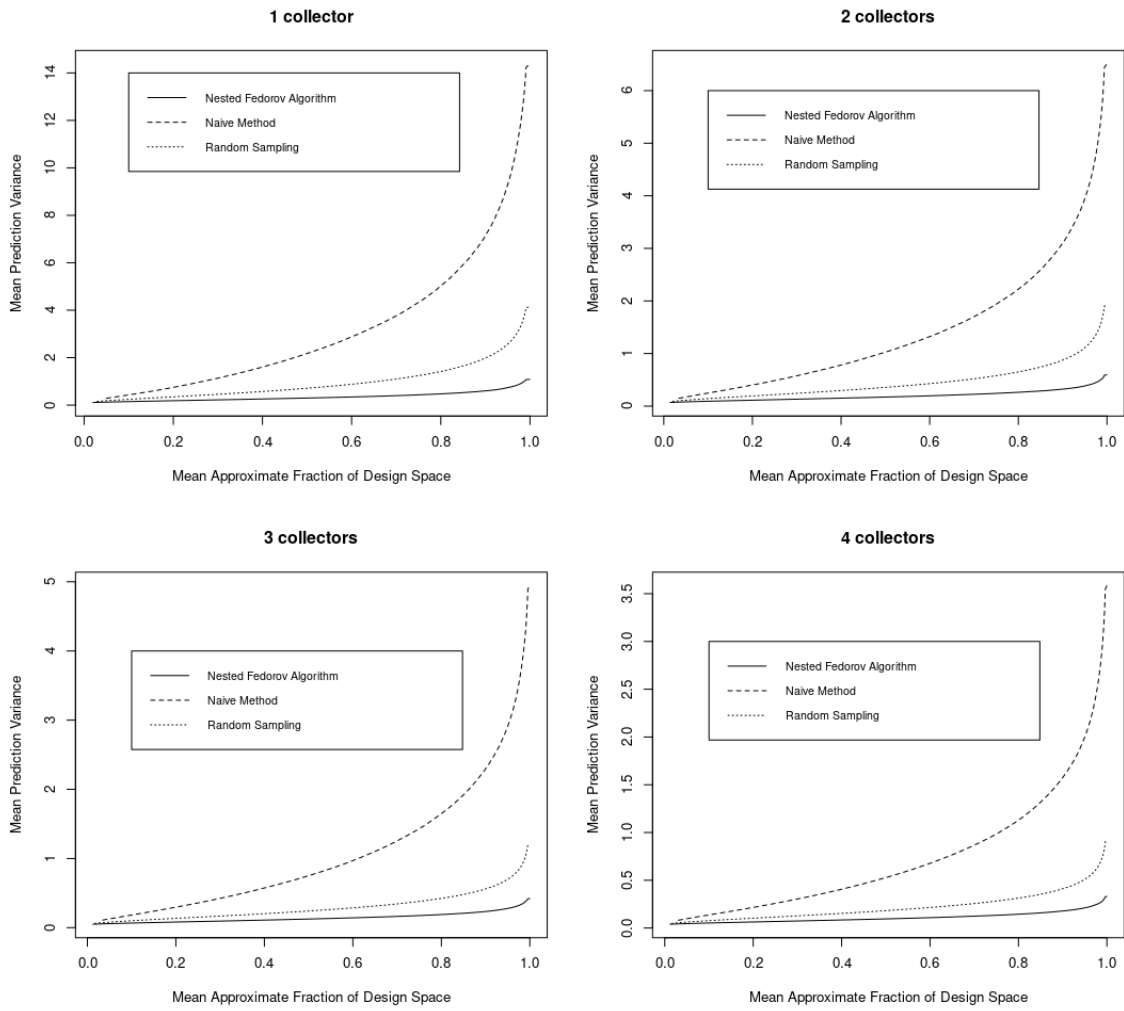 1 collector
Mean Prediction Variance
14
12
10
8
6
4
2
0
Nested Fedorov Algorithm
Naive Method
Random Sampling
0.0 0.2 0.4 0.6 0.8 1.0
Mean Approximate Fraction of Design Space
2 collectors
Mean Prediction Variance
6
5
4
3
2
1
0
Nested Fedorov Algorithm
Naive Method
Random Sampling
0.0 0.2 0.4 0.6 0.8 1.0
Mean Approximate Fraction of Design Space
3 collectors
Mean Prediction Variance
5
4
3
2
1
0
Nested Fedorov Algorithm
Naive Method
Random Sampling
0.0 0.2 0.4 0.6 0.8 1.0
Mean Approximate Fraction of Design Space
4 collectors
Mean Prediction Variance
3.5
3.0
2.5
2.0
1.5
1.0
0.5
0.0
Nested Fedorov Algorithm
Naive Method
Random Sampling
0.0 0.2 0.4 0.6 0.8 1.0
Mean Approximate Fraction of Design Space